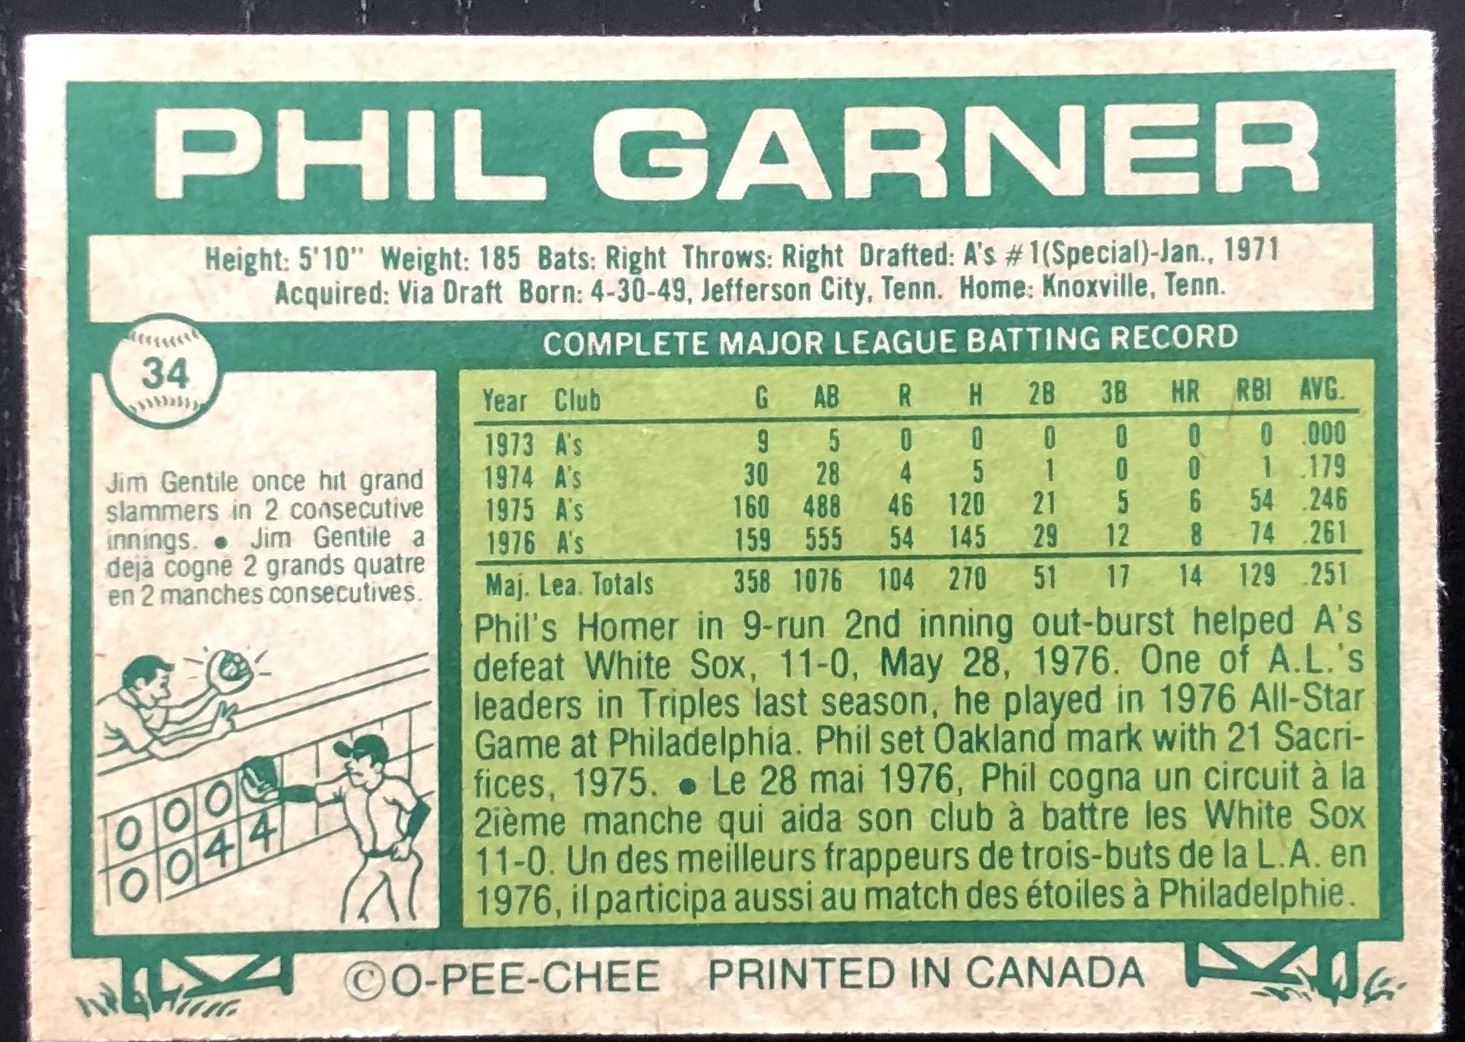 PHIL GARNER
Height: 5'10" Weight: 185 Bats: Right Throws: Right Drafted: A's #1(Special)-Jan., 1971
Acquired: Via Draft Born: 4-30-49, Jefferson City, Tenn. Home: Knoxville, Tenn.
34
Jim Gentile once hit grand
slammers in 2 consecutive
innings. • Jim Gentile a
déjà cogné 2 grands quatre
en 2 manches consecutives.
0 0 0
0 0 4 4
COMPLETE MAJOR LEAGUE BATTING RECORD
Year Club G AB R H 2B 3B HR RBI AVG.
1973 A's 9 5 0 0 0 0 0 0 .000
1974 A's 30 28 4 5 1 0 0 1 .179
1975 A's 160 488 46 120 21 5 6 54 .246
1976 A's 159 555 54 145 29 12 8 74 .261
Maj. Lea. Totals 358 1076 104 270 51 17 14 129 .251
Phil's Homer in 9-run 2nd inning out-burst helped A's
defeat White Sox, 11-0, May 28, 1976. One of A.L.'s
leaders in Triples last season, he played in 1976 All-Star
Game at Philadelphia. Phil set Oakland mark with 21 Sacri-
fices, 1975. • Le 28 mai 1976, Phil cogna un circuit à la
2ième manche qui aida son club à battre les White Sox
11-0. Un des meilleurs frappeurs de trois-buts de la L.A. en
1976, il participa aussi au match des étoiles à Philadelphie.
©O-PEE-CHEE PRINTED IN CANADA